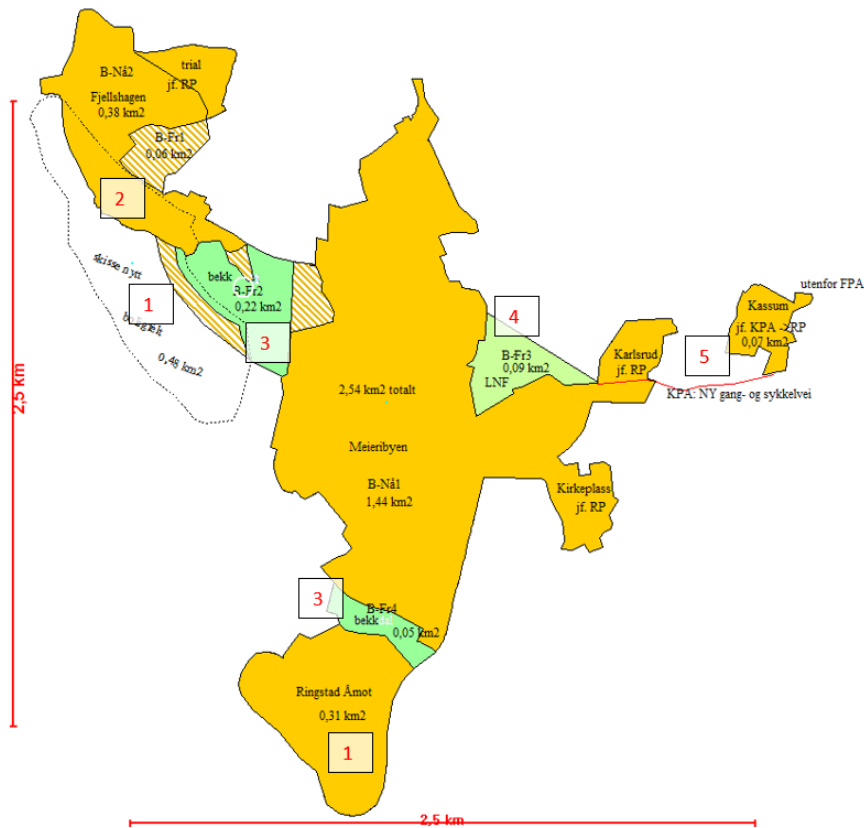 B-Nå2
Fjellshagen
0,38 km2
trial
jf. RP
B-Fr1
0,06 km2
2
skisse nytt
1
0,48 km2
bekk
B-Fr2
0,22 km2
3
4
B-Fr3
0,09 km2
LNF
Karlsrud
jf. RP
5
utenfor FPA
Kassum
jf. KPA -> RP
0,07 km2
KPA: NY gang- og sykkelvei
2,54 km2 totalt
Meieribyen
B-Nå1
1,44 km2
Kirkeplass
jf. RP
3
B-Fr4
bekkdal
0,05 km2
Ringstad Åmot
0,31 km2
1
2,5 km
2,5 km